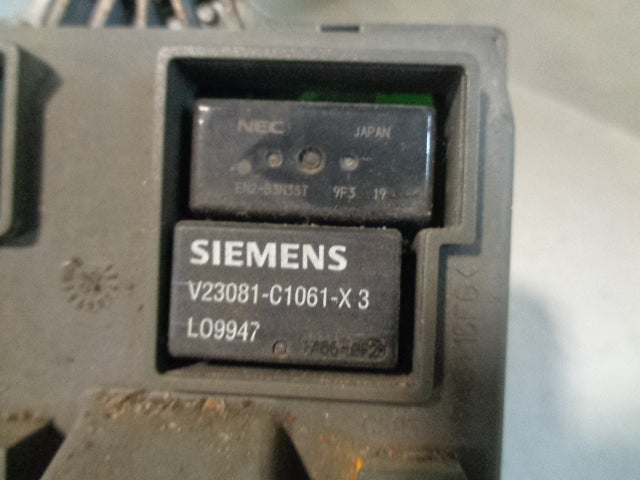 NEC JAPAN
EN2-B3N3ST 9F3 19
SIEMENS
V23081-C1061-X 3
L09947